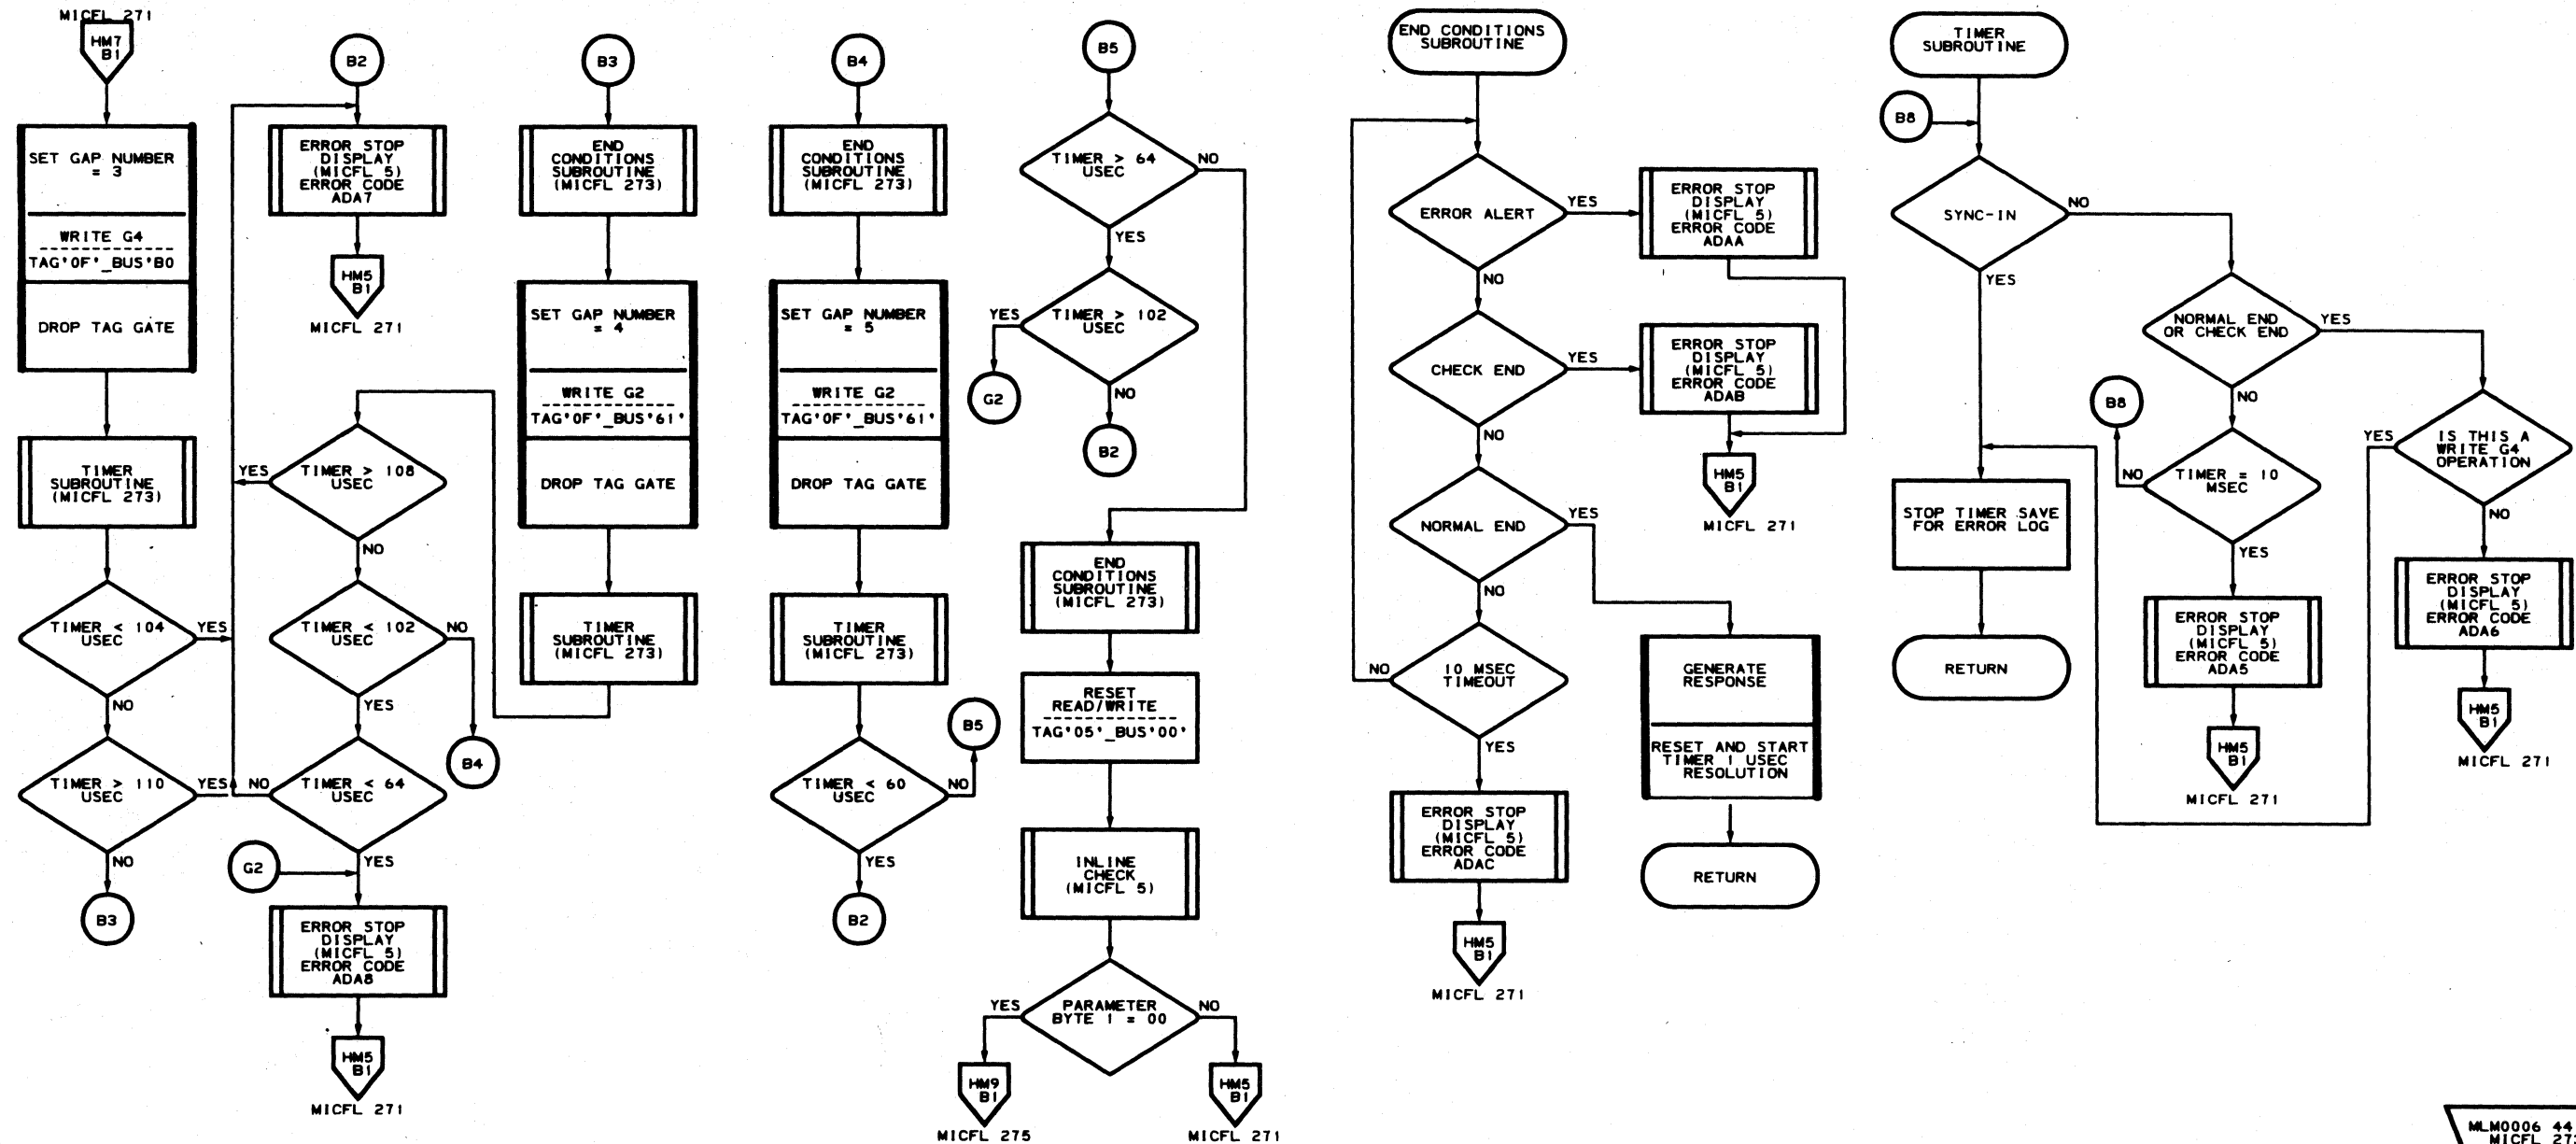 MICFL 271
HM7
B1
SET GAP NUMBER
= 3
WRITE G4
TAG'0F'_BUS'B0
DROP TAG GATE
TIMER
SUBROUTINE
(MICFL 273)
TIMER < 104
USEC
YES
NO
TIMER > 110
USEC
YES
NO
B3
B2
ERROR STOP
DISPLAY
(MICFL 5)
ERROR CODE
ADA7
HM5
B1
MICFL 271
TIMER > 108
USEC
YES
NO
TIMER < 102
USEC
NO
YES
B4
TIMER < 64
USEC
NO
YES
G2
ERROR STOP
DISPLAY
(MICFL 5)
ERROR CODE
ADA8
HM5
B1
MICFL 271
B3
END
CONDITIONS
SUBROUTINE
(MICFL 273)
SET GAP NUMBER
= 4
WRITE G2
TAG'0F'_BUS'61'
DROP TAG GATE
TIMER
SUBROUTINE
(MICFL 273)
B4
END
CONDITIONS
SUBROUTINE
(MICFL 273)
SET GAP NUMBER
= 5
WRITE G2
TAG'0F'_BUS'61'
DROP TAG GATE
TIMER
SUBROUTINE
(MICFL 273)
TIMER < 60
USEC
NO
B5
YES
B2
B5
TIMER > 64
USEC
NO
YES
TIMER > 102
USEC
YES
G2
NO
B2
END
CONDITIONS
SUBROUTINE
(MICFL 273)
RESET
READ/WRITE
TAG'05'_BUS'00'
INLINE
CHECK
(MICFL 5)
PARAMETER
BYTE 1 = 00
YES
NO
HM9
B1
MICFL 275
HM5
B1
MICFL 271
END CONDITIONS
SUBROUTINE
ERROR ALERT
YES
NO
ERROR STOP
DISPLAY
(MICFL 5)
ERROR CODE
ADAA
CHECK END
YES
NO
ERROR STOP
DISPLAY
(MICFL 5)
ERROR CODE
ADAB
HM5
B1
MICFL 271
NORMAL END
YES
NO
10 MSEC
TIMEOUT
NO
YES
ERROR STOP
DISPLAY
(MICFL 5)
ERROR CODE
ADAC
HM5
B1
MICFL 271
GENERATE
RESPONSE
RESET AND START
TIMER 1 USEC
RESOLUTION
RETURN
TIMER
SUBROUTINE
B8
SYNC-IN
NO
YES
STOP TIMER SAVE
FOR ERROR LOG
RETURN
NORMAL END
OR CHECK END
YES
NO
B8
TIMER = 10
MSEC
NO
YES
ERROR STOP
DISPLAY
(MICFL 5)
ERROR CODE
ADA5
HM5
B1
MICFL 271
IS THIS A
WRITE G4
OPERATION
YES
NO
ERROR STOP
DISPLAY
(MICFL 5)
ERROR CODE
ADA6
HM5
B1
MICFL 271
MLM0006 44
MICFL